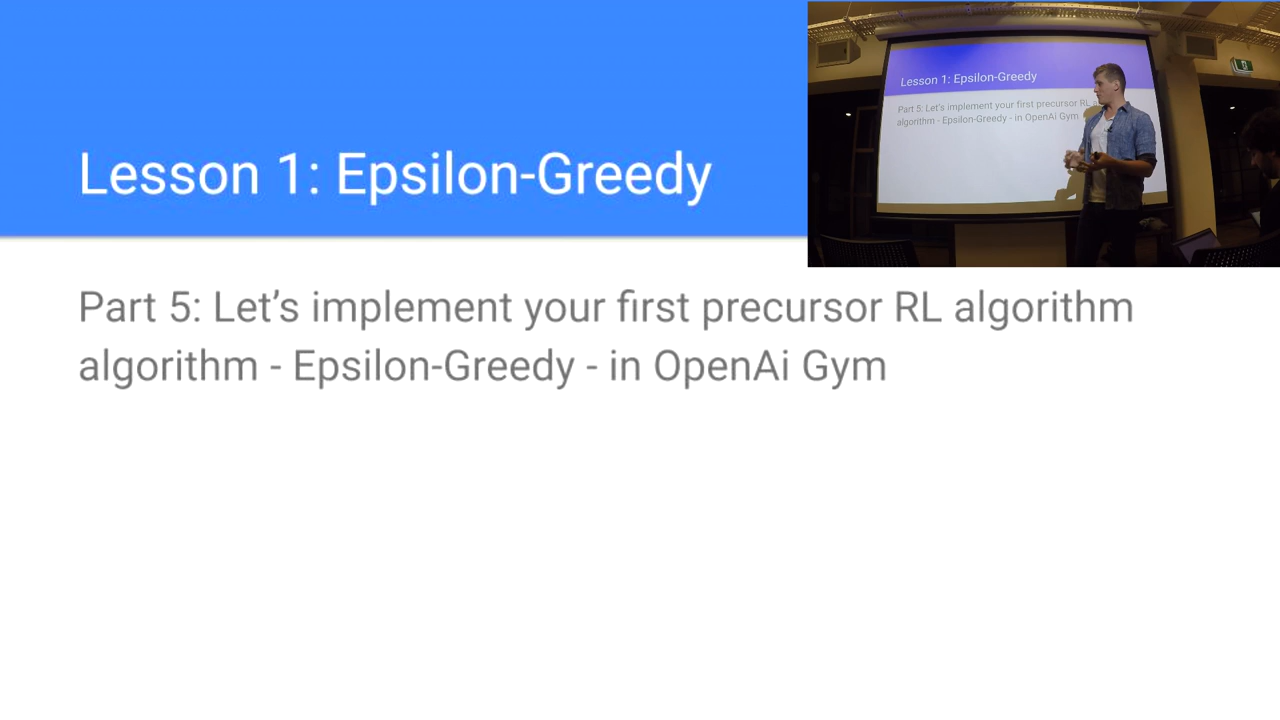 Lesson 1: Epsilon-Greedy
Part 5: Let's implement your first precursor RL algorithm
algorithm - Epsilon-Greedy - in OpenAi Gym
Lesson 1: Epsilon-Greedy
Part 5: Let's implement your first precursor RL
algorithm - Epsilon-Greedy - in OpenAi Gym